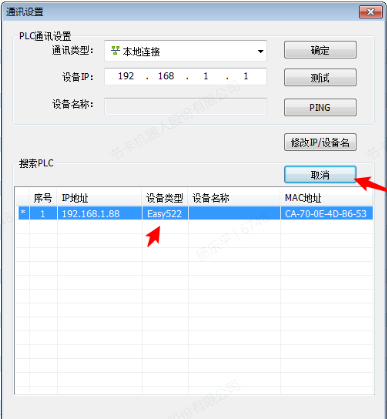 通讯设置
PLC通讯设置
通讯类型: 本地连接 确定
设备IP: 192 . 168 . 1 . 1 测试
设备名称: PING
修改IP/设备名
搜索PLC
取消
序号 IP地址 设备类型 设备名称 MAC地址
* 1 192.168.1.88 Easy522 CA-70-0E-4D-B6-53